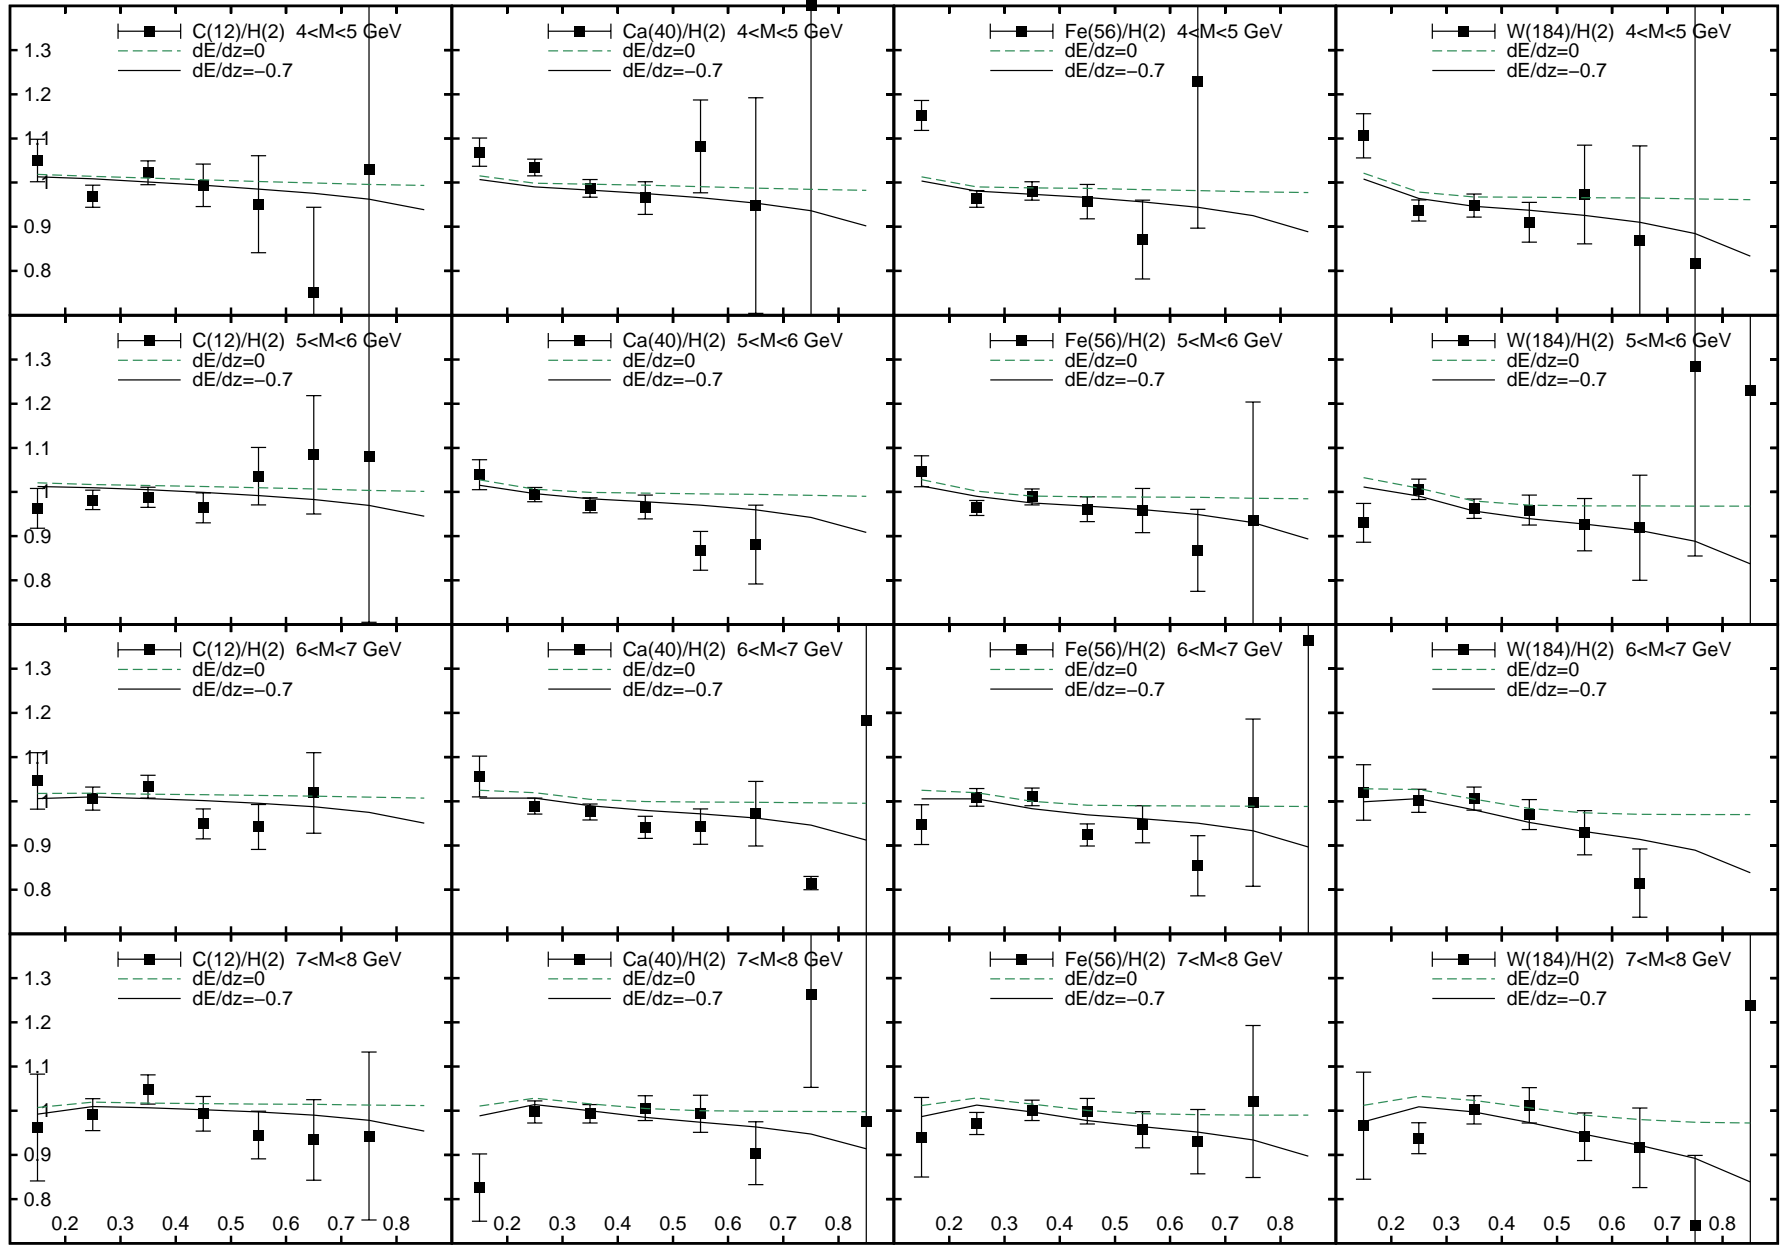 C(12)/H(2) 4<M<5 GeV
dE/dz=0
dE/dz=−0.7
Ca(40)/H(2) 4<M<5 GeV
dE/dz=0
dE/dz=−0.7
Fe(56)/H(2) 4<M<5 GeV
dE/dz=0
dE/dz=−0.7
W(184)/H(2) 4<M<5 GeV
dE/dz=0
dE/dz=−0.7
1.3
1.2
1.1
1
0.9
0.8
C(12)/H(2) 5<M<6 GeV
dE/dz=0
dE/dz=−0.7
Ca(40)/H(2) 5<M<6 GeV
dE/dz=0
dE/dz=−0.7
Fe(56)/H(2) 5<M<6 GeV
dE/dz=0
dE/dz=−0.7
W(184)/H(2) 5<M<6 GeV
dE/dz=0
dE/dz=−0.7
1.3
1.2
1.1
1
0.9
0.8
C(12)/H(2) 6<M<7 GeV
dE/dz=0
dE/dz=−0.7
Ca(40)/H(2) 6<M<7 GeV
dE/dz=0
dE/dz=−0.7
Fe(56)/H(2) 6<M<7 GeV
dE/dz=0
dE/dz=−0.7
W(184)/H(2) 6<M<7 GeV
dE/dz=0
dE/dz=−0.7
1.3
1.2
1.1
1
0.9
0.8
C(12)/H(2) 7<M<8 GeV
dE/dz=0
dE/dz=−0.7
Ca(40)/H(2) 7<M<8 GeV
dE/dz=0
dE/dz=−0.7
Fe(56)/H(2) 7<M<8 GeV
dE/dz=0
dE/dz=−0.7
W(184)/H(2) 7<M<8 GeV
dE/dz=0
dE/dz=−0.7
1.3
1.2
1.1
1
0.9
0.8
0.2 0.3 0.4 0.5 0.6 0.7 0.8
0.2 0.3 0.4 0.5 0.6 0.7 0.8
0.2 0.3 0.4 0.5 0.6 0.7 0.8
0.2 0.3 0.4 0.5 0.6 0.7 0.8